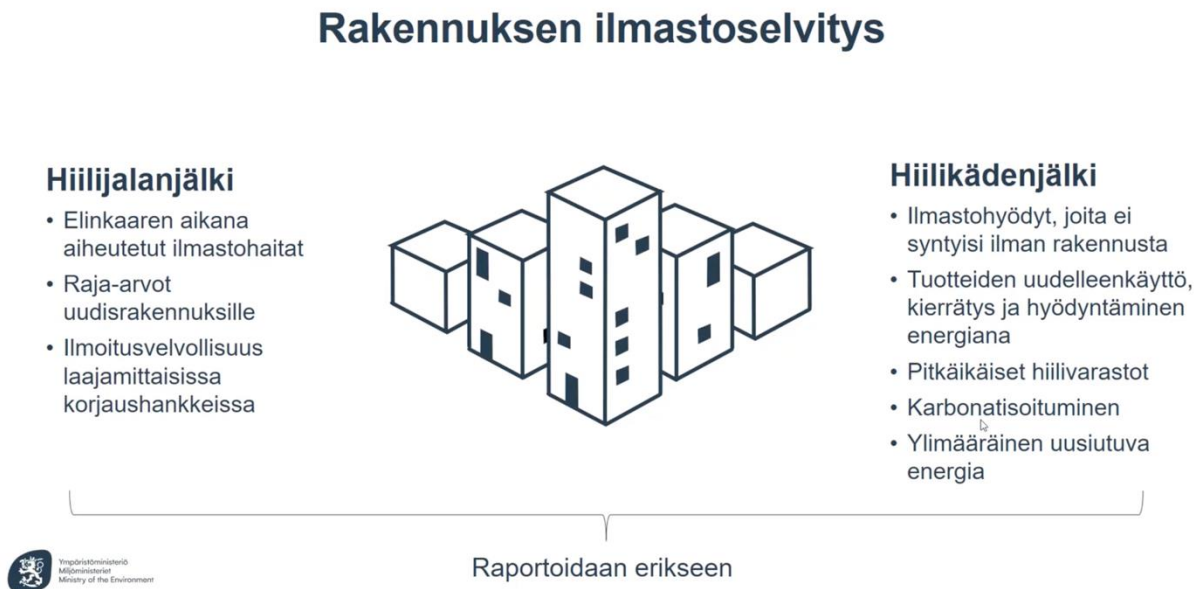 Rakennuksen ilmastoselvitys
Hiilijalanjälki
• Elinkaaren aikana
aiheutetut ilmastohaitat
• Raja-arvot
uudisrakennuksille
• Ilmoitusvelvollisuus
laajamittaisissa
korjaushankkeissa
Hiilikädenjälki
• Ilmastohyödyt, joita ei
syntyisi ilman rakennusta
• Tuotteiden uudelleenkäyttö,
kierrätys ja hyödyntäminen
energiana
• Pitkäikäiset hiilivarastot
• Karbonatisoituminen
• Ylimääräinen uusiutuva
energia
Raportoidaan erikseen
Ympäristöministeriö
Miljöministeriet
Ministry of the Environment